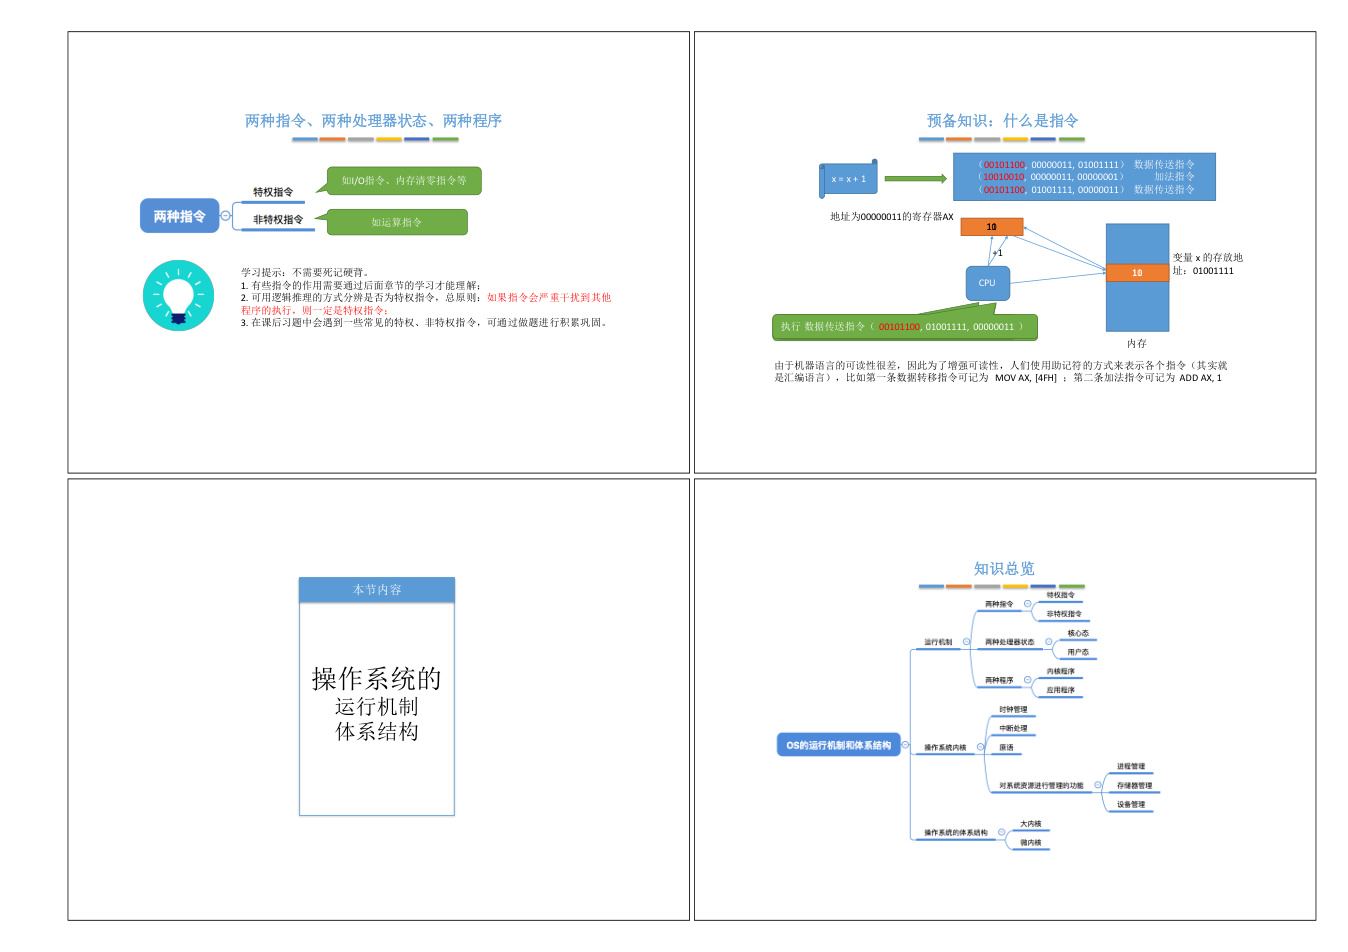 两种指令、两种处理器状态、两种程序
两种指令
特权指令
如I/O指令、内存清零指令等
非特权指令
如运算指令
学习提示：不需要死记硬背。
1. 有些指令的作用需要通过后面章节的学习才能理解；
2. 可用逻辑推理的方式分辨是否为特权指令。总原则：如果指令会严重干扰到其他
程序的执行，则一定是特权指令；
3. 在课后习题中会遇到一些常见的特权、非特权指令，可通过做题进行积累巩固。
预备知识：什么是指令
x = x + 1
（00101100, 00000011, 01001111） 数据传送指令
（10010010, 00000011, 00000001） 加法指令
（00101100, 01001111, 00000011） 数据传送指令
地址为00000011的寄存器AX
+1
CPU
变量 x 的存放地
址：01001111
执行 数据传送指令（ 00101100, 01001111, 00000011 ）
内存
由于机器语言的可读性很差，因此为了增强可读性，人们使用助记符的方式来表示各个指令（其实就
是汇编语言），比如第一条数据转移指令可记为 MOV AX, [4FH] ；第二条加法指令可记为 ADD AX, 1
本节内容
操作系统的
运行机制
体系结构
知识总览
OS的运行机制和体系结构
运行机制
两种指令
特权指令
非特权指令
两种处理器状态
核心态
用户态
两种程序
内核程序
应用程序
操作系统内核
时钟管理
中断处理
原语
对系统资源进行管理的功能
进程管理
存储器管理
设备管理
操作系统的体系结构
大内核
微内核